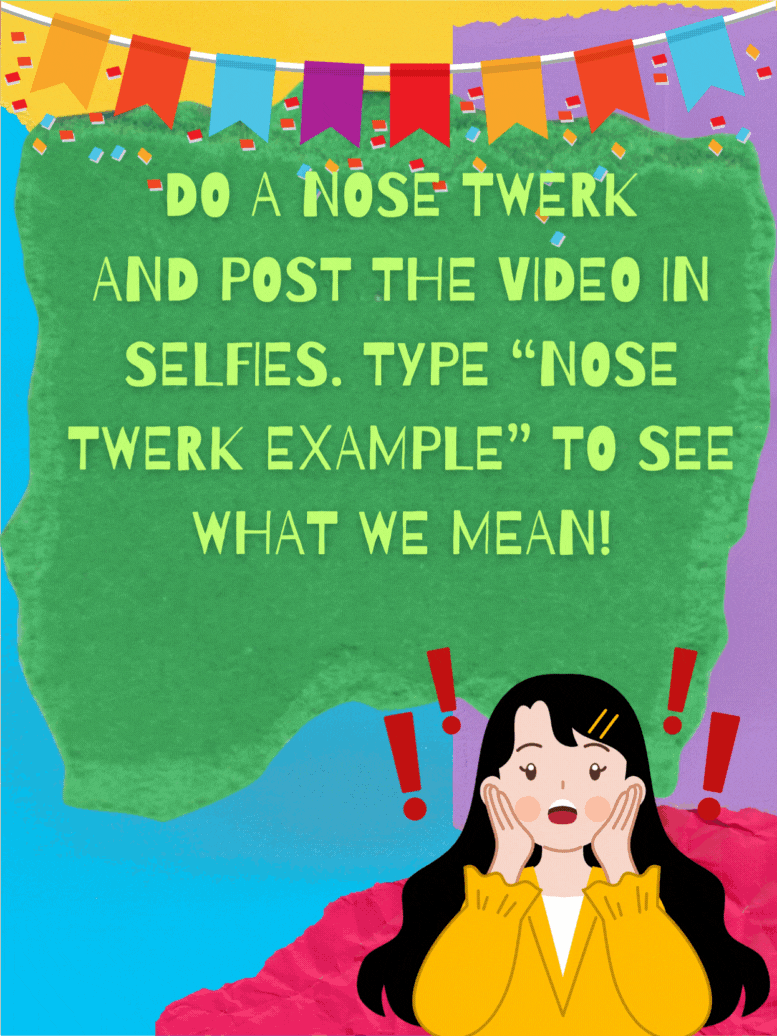 DO A NOSE TWERK
AND POST THE VIDEO IN
SELFIES. TYPE “NOSE
TWERK EXAMPLE” TO SEE
WHAT WE MEAN!